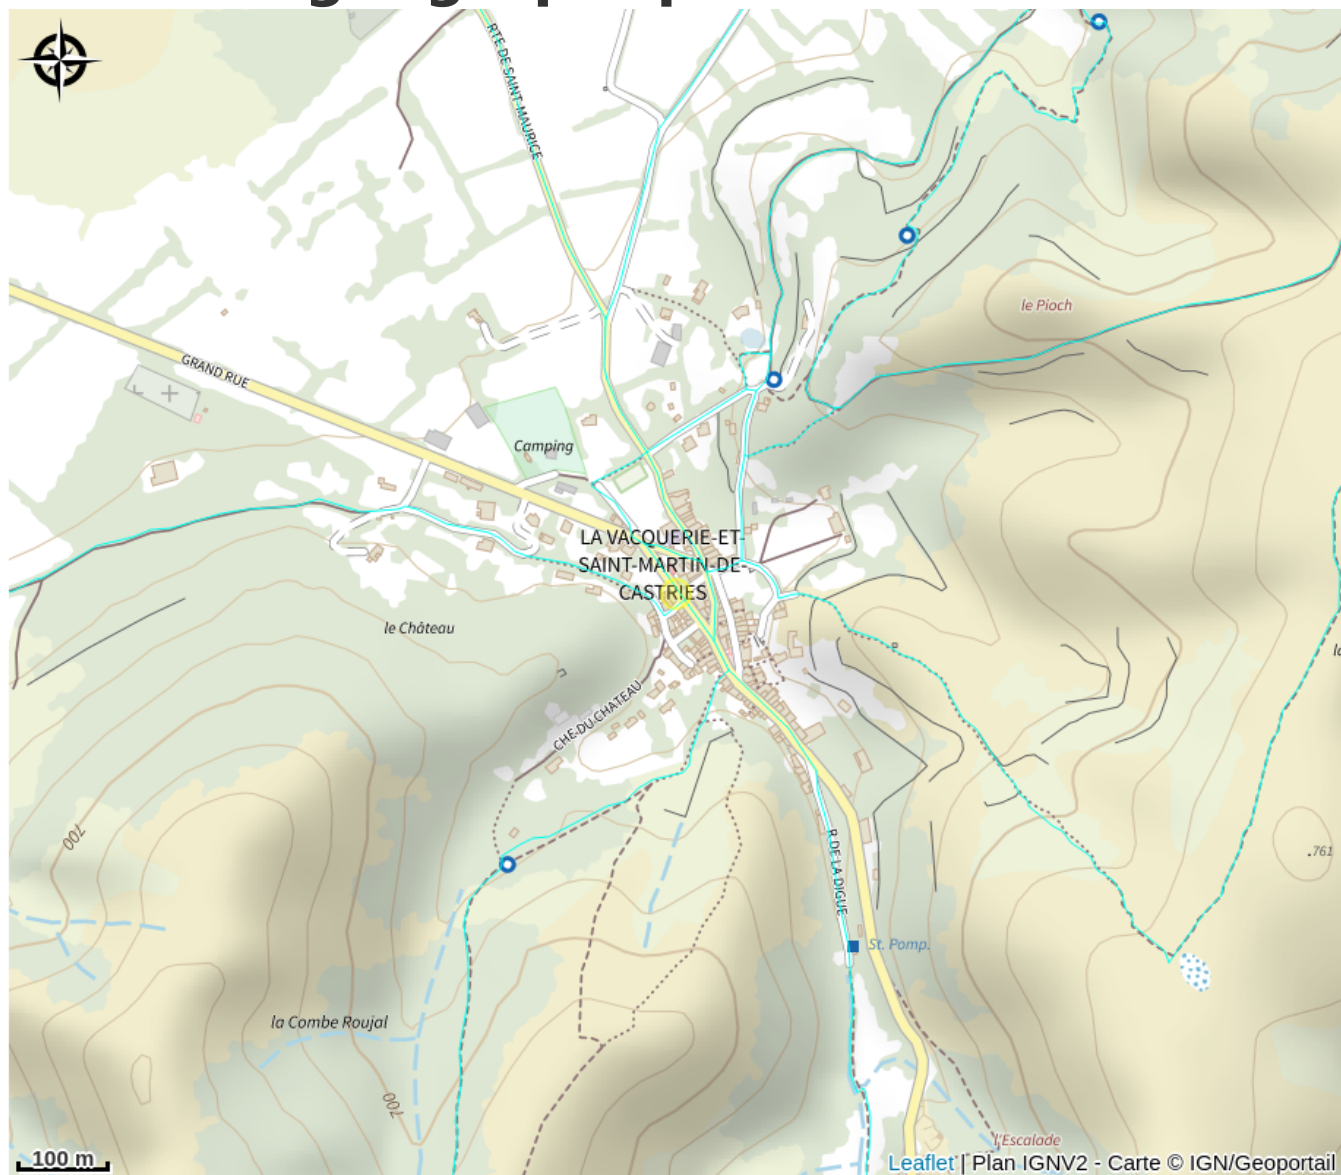 RTE DE SAINT-MAURICE
le Pioch
GRAND RUE
Camping
LA VACQUERIE-ET-
SAINT-MARTIN-DE-
CASTRIES
le Château
CHE DU CHATEAU
700
.761
R DE LA DIGUE
St. Pomp.
la Combe Roujal
700
l'Escalade
100 m
Leaflet | Plan IGNV2 - Carte © IGN/Geoportail